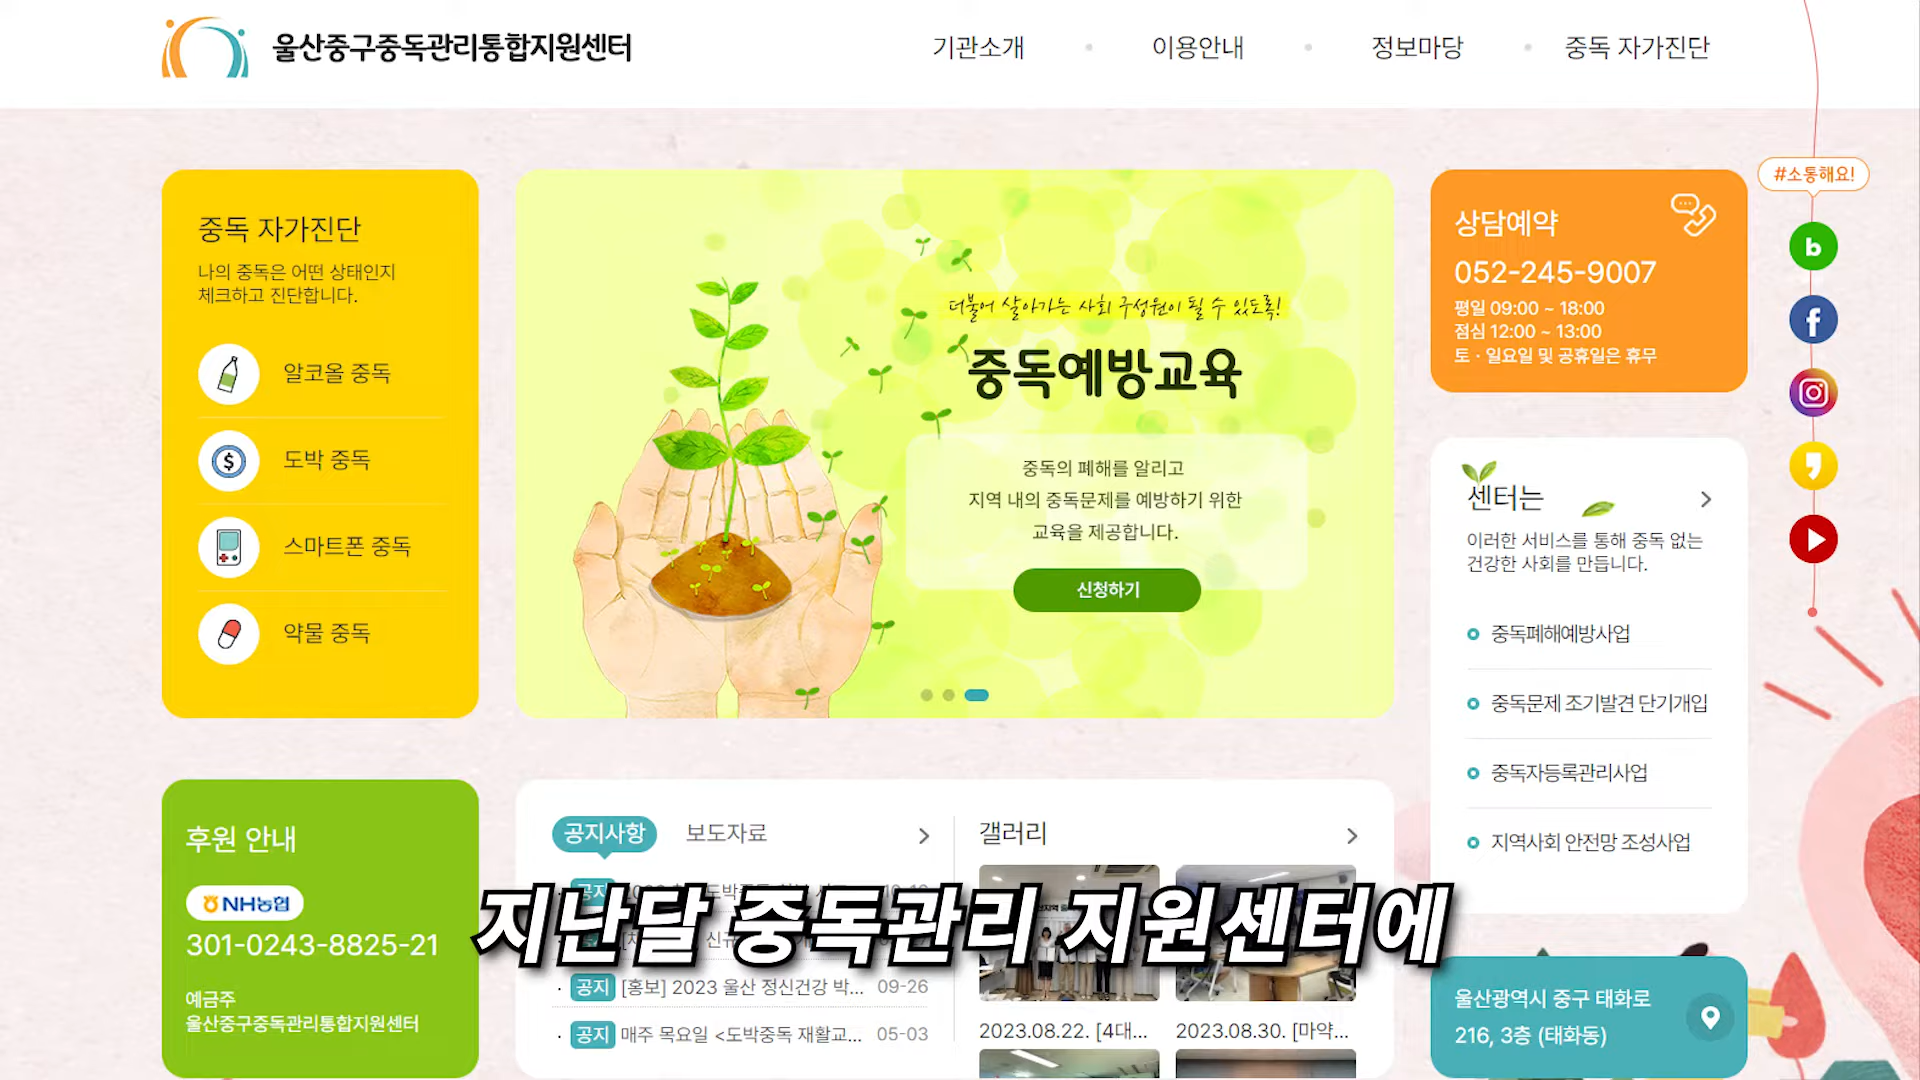 울산중구중독관리통합지원센터
기관소개
이용안내
정보마당
중독 자가진단
중독 자가진단
나의 중독은 어떤 상태인지
체크하고 진단합니다.
알코올 중독
도박 중독
스마트폰 중독
약물 중독
더불어 살아가는 사회 구성원이 될 수 있도록!
중독예방교육
중독의 폐해를 알리고
지역 내의 중독문제를 예방하기 위한
교육을 제공합니다.
신청하기
상담예약
052-245-9007
평일 09:00 ~ 18:00
점심 12:00 ~ 13:00
토 · 일요일 및 공휴일은 휴무
#소통해요!
센터는
이러한 서비스를 통해 중독 없는
건강한 사회를 만듭니다.
중독폐해예방사업
중독문제 조기발견 단기개입
중독자등록관리사업
지역사회 안전망 조성사업
후원 안내
NH농협
301-0243-8825-21
예금주
울산중구중독관리통합지원센터
공지사항
보도자료
공지
지난달 중독관리 지원센터에
· 공지 [홍보] 2023 울산 정신건강 박... 09-26
· 공지 매주 목요일 <도박중독 재활교... 05-03
갤러리
2023.08.22. [4대...
2023.08.30. [마약...
울산광역시 중구 태화로
216, 3층 (태화동)